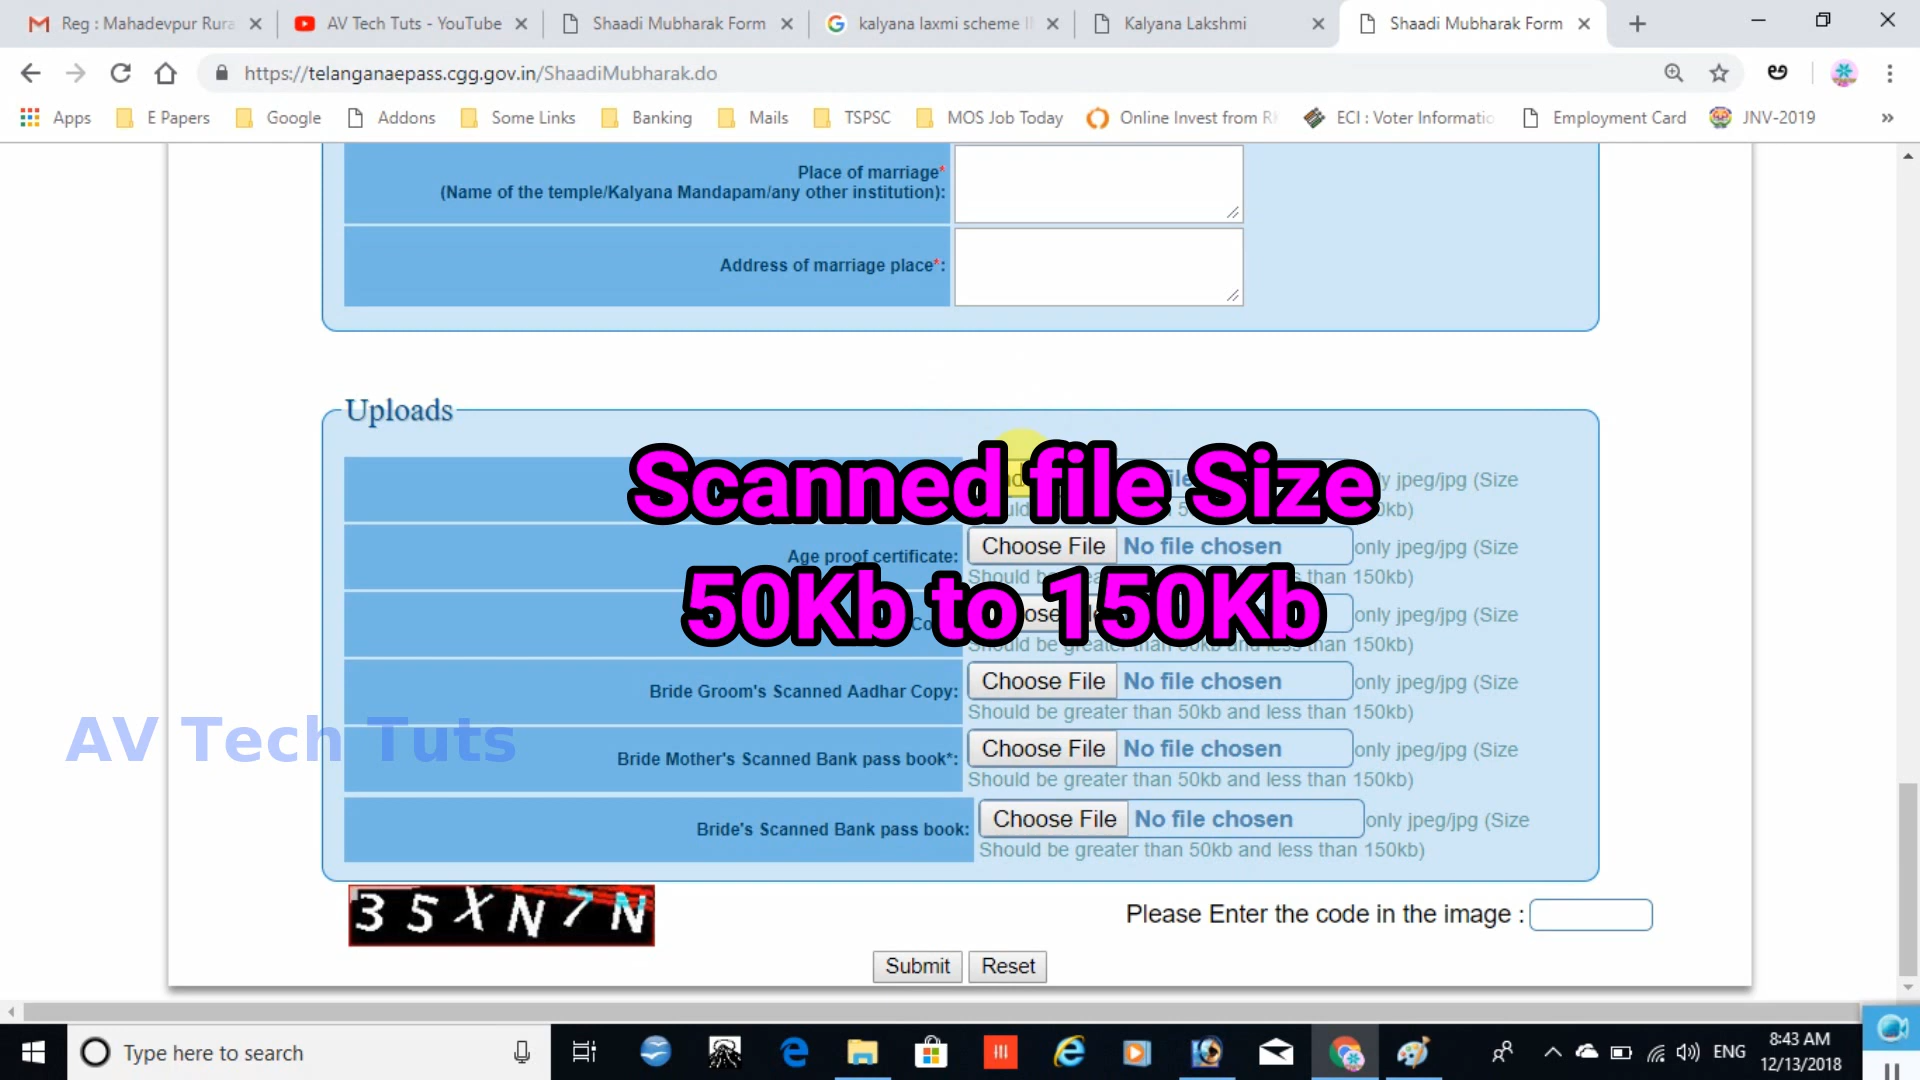 Reg : Mahadevpur Rura
AV Tech Tuts - YouTube
Shaadi Mubharak Form
kalyana laxmi scheme
Kalyana Lakshmi
Shaadi Mubharak Form
https://telanganaepass.cgg.gov.in/ShaadiMubharak.do
Apps
E Papers
Google
Addons
Some Links
Banking
Mails
TSPSC
MOS Job Today
Online Invest from
ECI : Voter Informatio
Employment Card
JNV-2019
Place of marriage*
(Name of the temple/Kalyana Mandapam/any other institution):
Address of marriage place*:
Uploads
Scanned file Size
50Kb to 150Kb
jpeg/jpg (Size
Age proof certificate:
Choose File No file chosen only jpeg/jpg (Size
than 150kb)
only jpeg/jpg (Size
than 150kb)
Bride Groom's Scanned Aadhar Copy:
Choose File No file chosen only jpeg/jpg (Size
Should be greater than 50kb and less than 150kb)
AV Tech Tuts
Bride Mother's Scanned Bank pass book*:
Choose File No file chosen only jpeg/jpg (Size
Should be greater than 50kb and less than 150kb)
Bride's Scanned Bank pass book:
Choose File No file chosen only jpeg/jpg (Size
Should be greater than 50kb and less than 150kb)
3 5 X N 7 N
Please Enter the code in the image :
Submit Reset
Type here to search
ENG
8:43 AM
12/13/2018